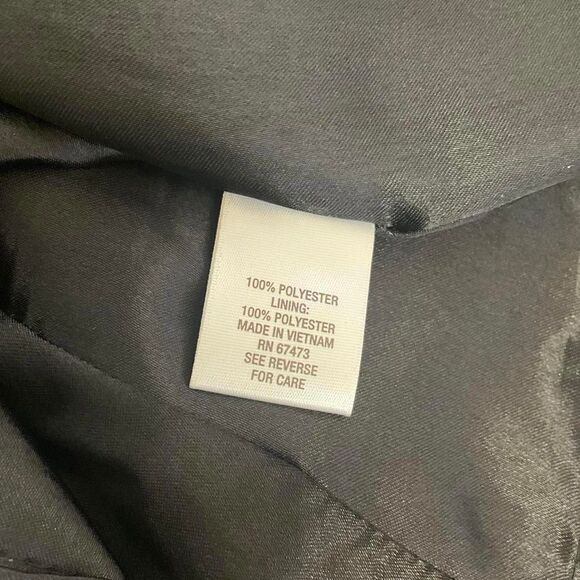 100% POLYESTER
LINING:
100% POLYESTER
MADE IN VIETNAM
RN 67473
SEE REVERSE
FOR CARE